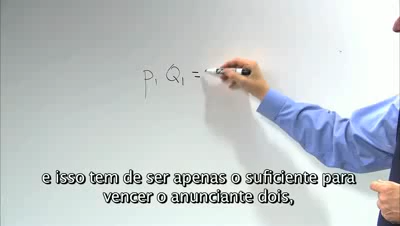 P₁ Q₁ =
e isso tem de ser apenas o suficiente para
vencer o anunciante dois,